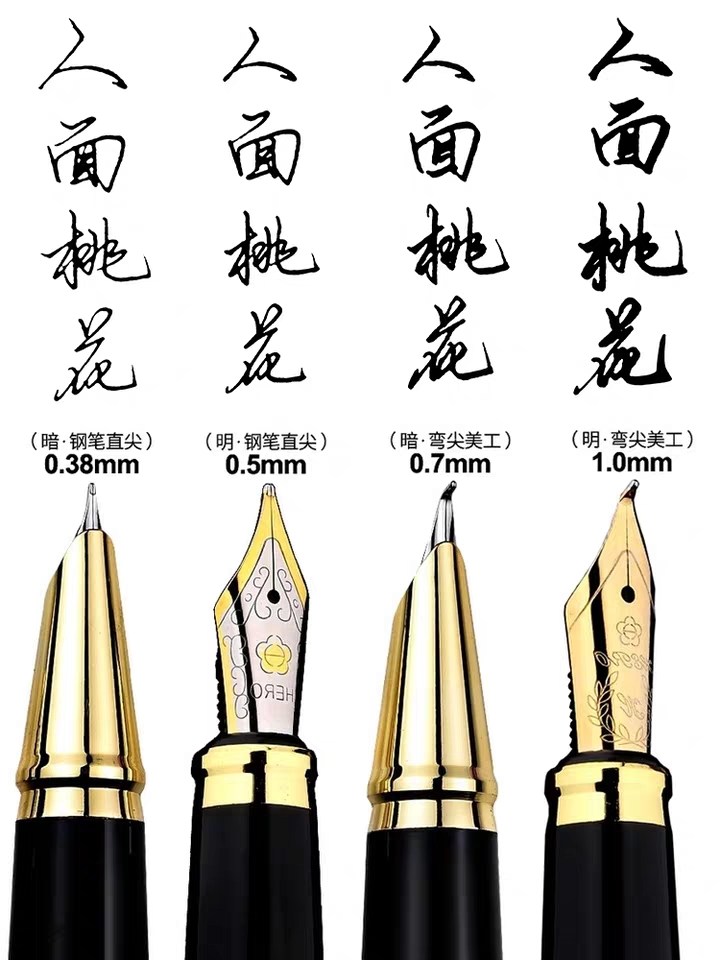 人面桃花
人面桃花
人面桃花
人面桃花
（暗·钢笔直尖）
0.38mm
（明·钢笔直尖）
0.5mm
（暗·弯尖美工）
0.7mm
（明·弯尖美工）
1.0mm
HERO